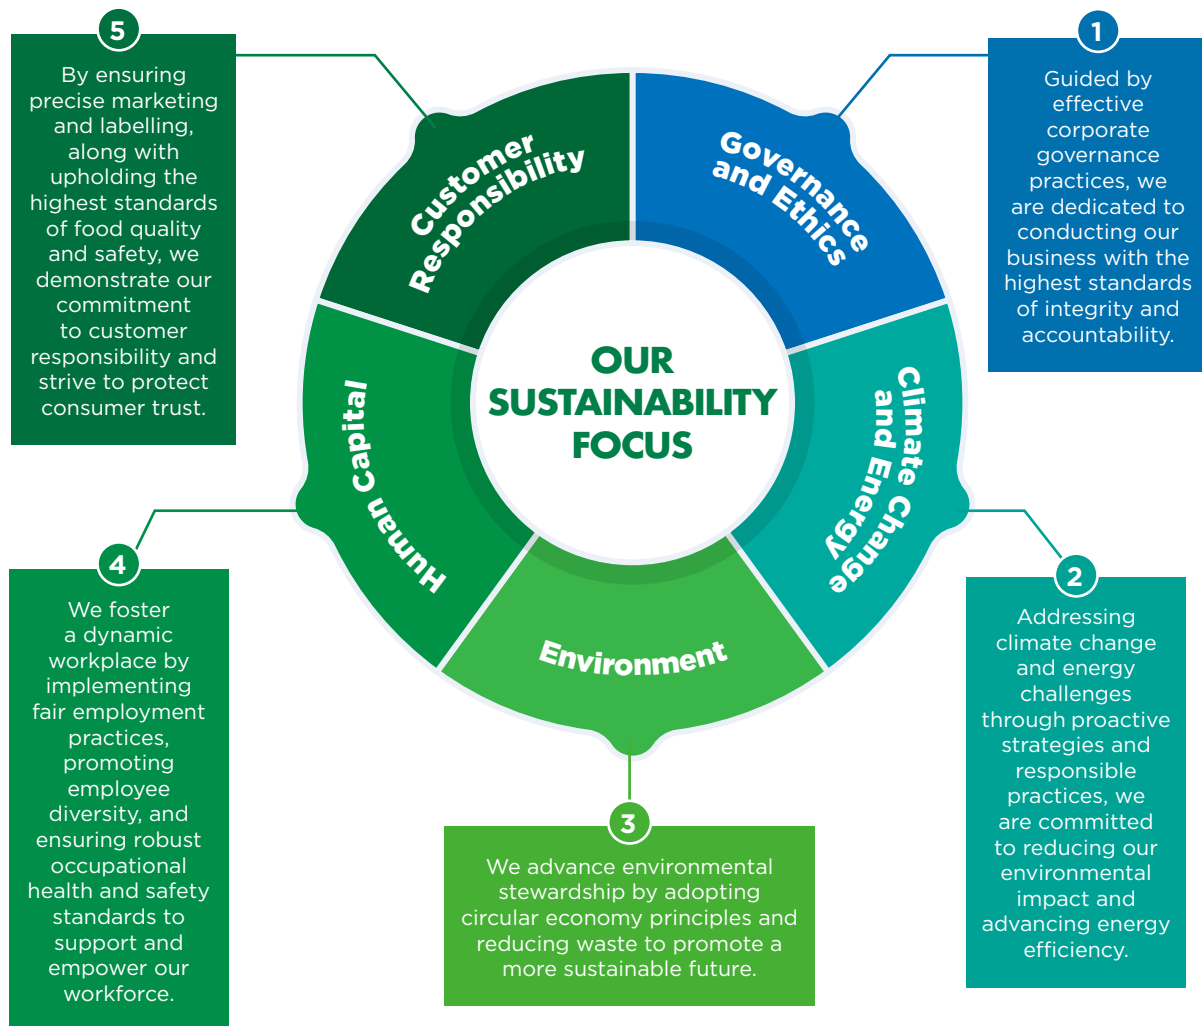 OUR
SUSTAINABILITY
FOCUS
Governance
and Ethics
Climate Change
and Energy
Environment
Human Capital
Customer
Responsibility
1
Guided by
effective
corporate
governance
practices, we
are dedicated to
conducting our
business with the
highest standards
of integrity and
accountability.
2
Addressing
climate change
and energy
challenges
through proactive
strategies and
responsible
practices, we
are committed
to reducing our
environmental
impact and
advancing energy
efficiency.
3
We advance environmental
stewardship by adopting
circular economy principles and
reducing waste to promote a
more sustainable future.
4
We foster
a dynamic
workplace by
implementing
fair employment
practices,
promoting
employee
diversity, and
ensuring robust
occupational
health and safety
standards to
support and
empower our
workforce.
5
By ensuring
precise marketing
and labelling,
along with
upholding the
highest standards
of food quality
and safety, we
demonstrate our
commitment
to customer
responsibility and
strive to protect
consumer trust.